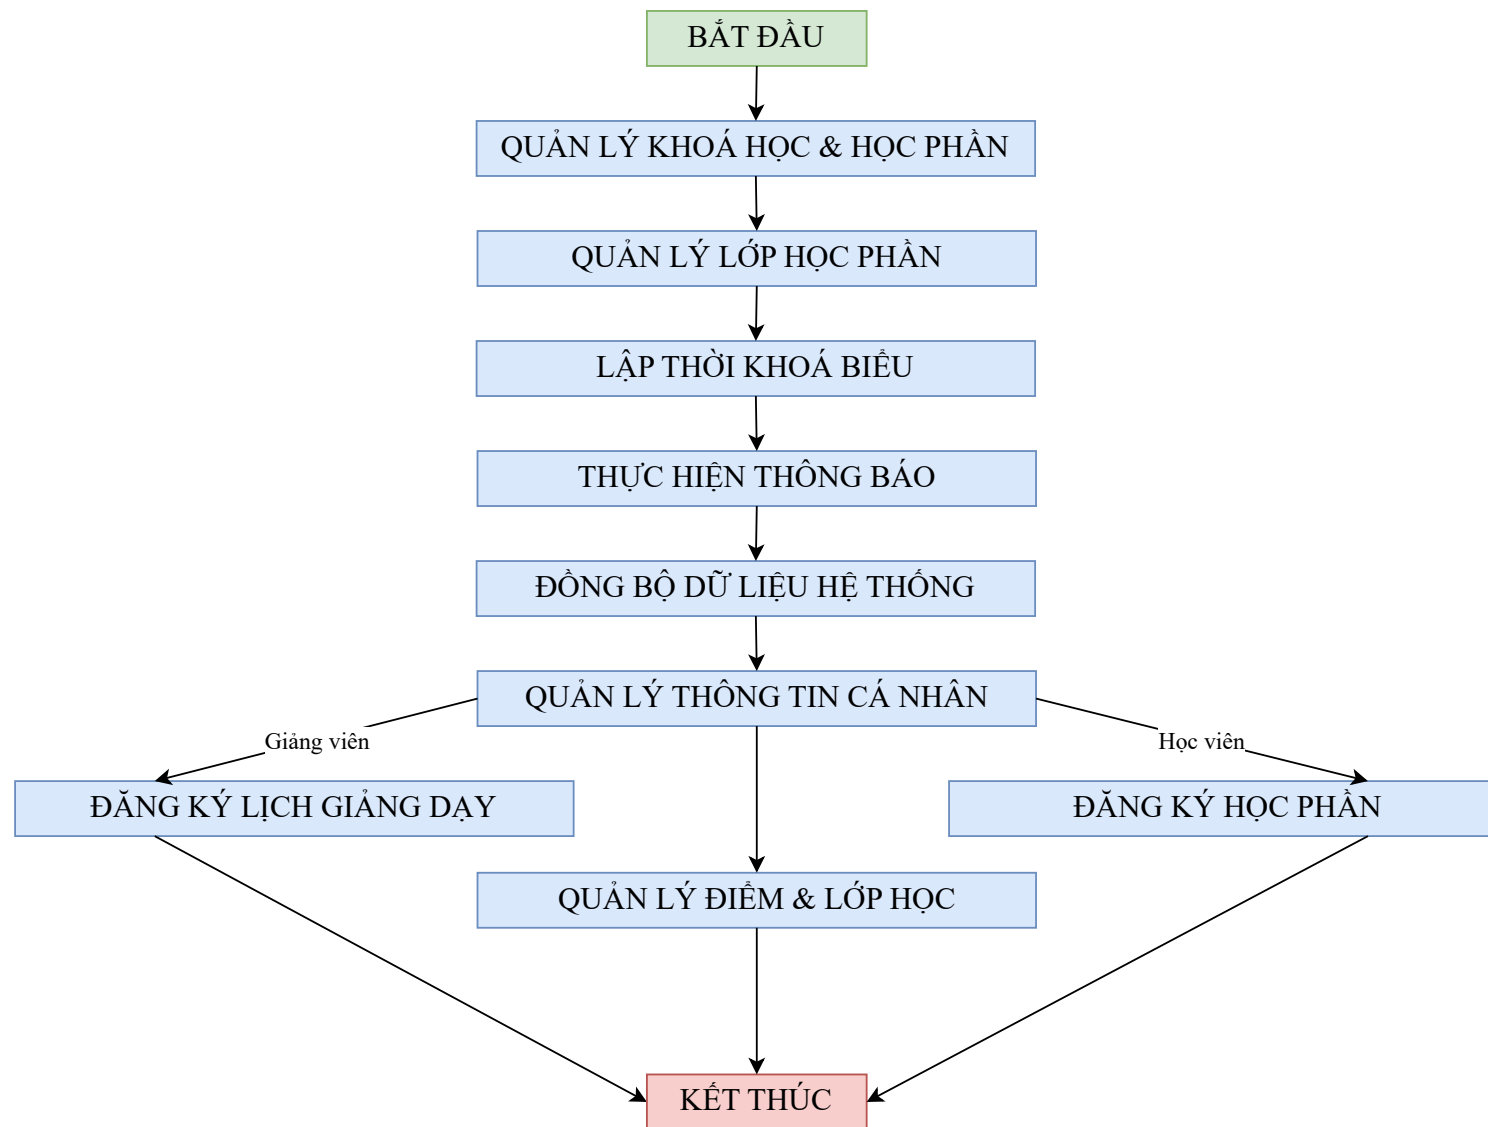 BẮT ĐẦU
QUẢN LÝ KHOÁ HỌC & HỌC PHẦN
QUẢN LÝ LỚP HỌC PHẦN
LẬP THỜI KHOÁ BIỂU
THỰC HIỆN THÔNG BÁO
ĐỒNG BỘ DỮ LIỆU HỆ THỐNG
QUẢN LÝ THÔNG TIN CÁ NHÂN
Giảng viên
Học viên
ĐĂNG KÝ LỊCH GIẢNG DẠY
ĐĂNG KÝ HỌC PHẦN
QUẢN LÝ ĐIỂM & LỚP HỌC
KẾT THÚC